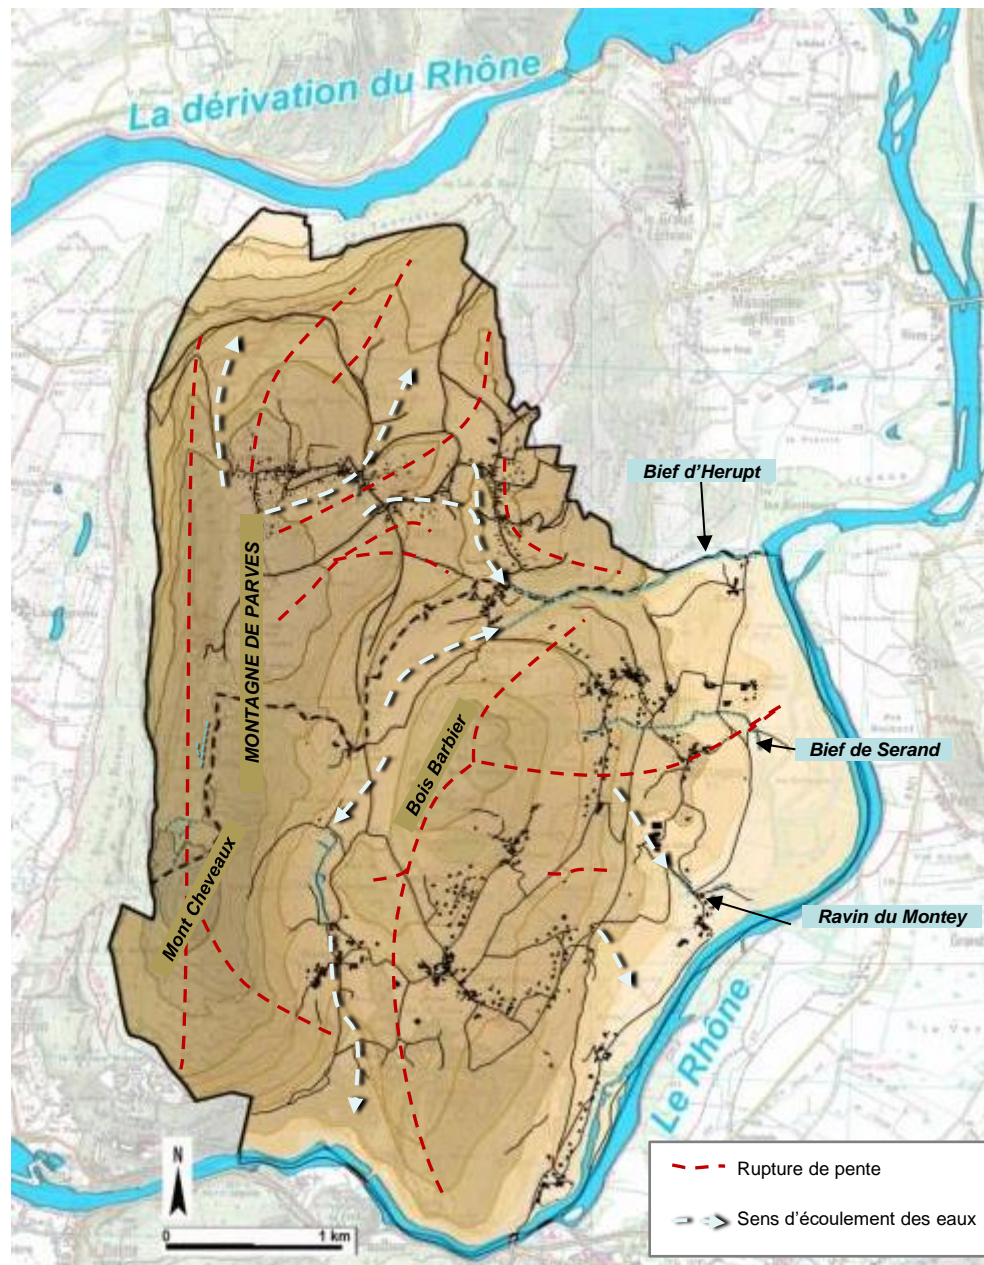 La dérivation du Rhône
Bief d'Herupt
MONTAGNE DE PARVES
Bois Barbier
Bief de Serand
Mont Cheveaux
Ravin du Montey
Le Rhône
N
0 1 km
Rupture de pente
Sens d'écoulement des eaux